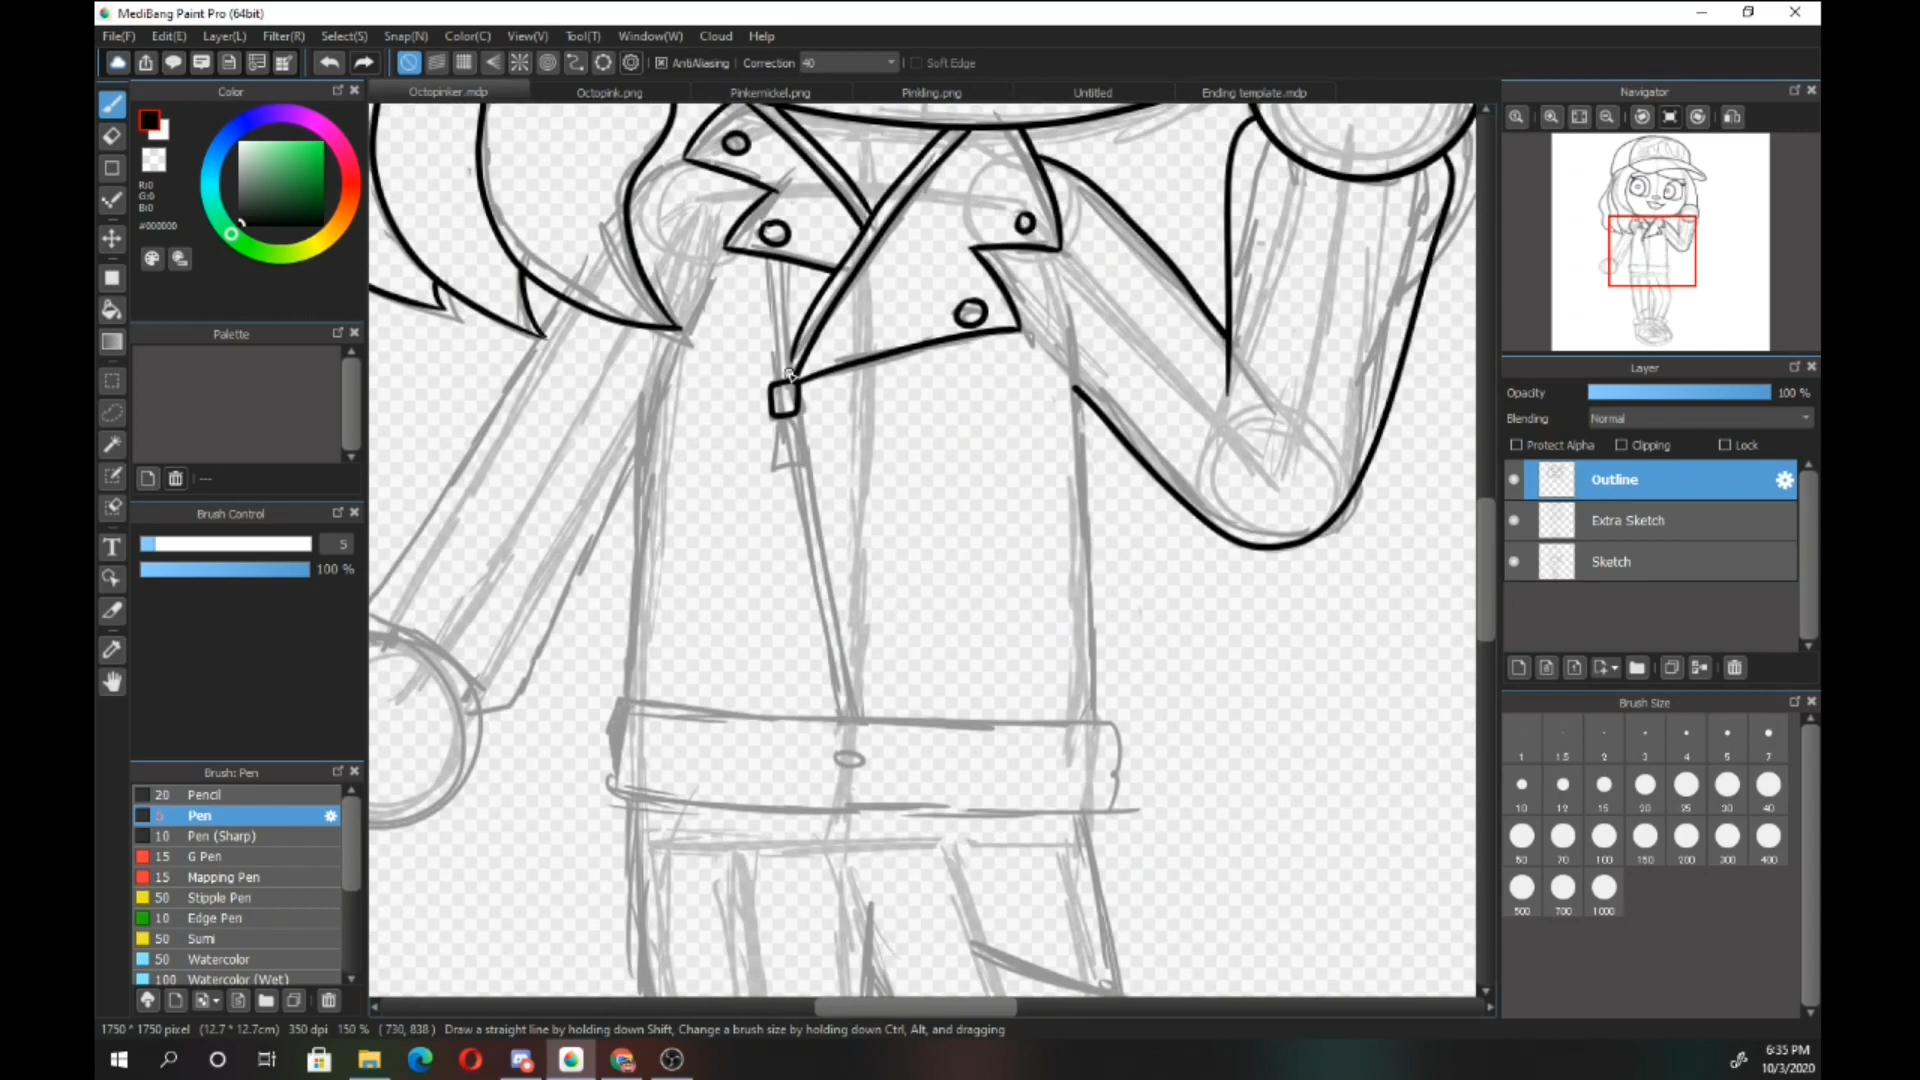 MediBang Paint Pro (64bit)
File(F) Edit(E) Layer(L) Filter(R) Select(S) Snap(N) Color(C) View(V) Tool(T) Window(W) Cloud Help
AntiAliasing Correction 40 Soft Edge
Color
Octopinker.mdp Octopink.png Pinkernickel.png Pinkling.png Untitled Ending template.mdp
Navigator
R:0
G:0
B:0
#000000
Palette
---
Brush Control
5
100 %
Brush: Pen
20 Pencil
5 Pen
10 Pen (Sharp)
15 G Pen
15 Mapping Pen
50 Stipple Pen
10 Edge Pen
50 Sumi
50 Watercolor
100 Watercolor (Wet)
Layer
Opacity 100 %
Blending Normal
Protect Alpha Clipping Lock
Outline
Extra Sketch
Sketch
Brush Size
1 1.5 2 3 4 5 7
10 12 15 20 25 30 40
50 70 100 150 200 300 400
500 700 1000
1750 * 1750 pixel (12.7 * 12.7cm) 350 dpi 150 % ( 730, 838 ) Draw a straight line by holding down Shift, Change a brush size by holding down Ctrl, Alt, and dragging
6:35 PM
10/3/2020